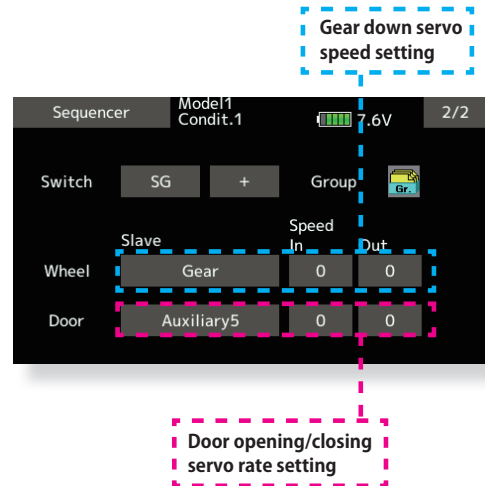 Gear down servo
speed setting
Sequencer
Model1
Condit.1
7.6V
2/2
Switch
SG
+
Group
Gr.
Slave
Speed
In
Out
Wheel
Gear
0
0
Door
Auxiliary5
0
0
Door opening/closing
servo rate setting